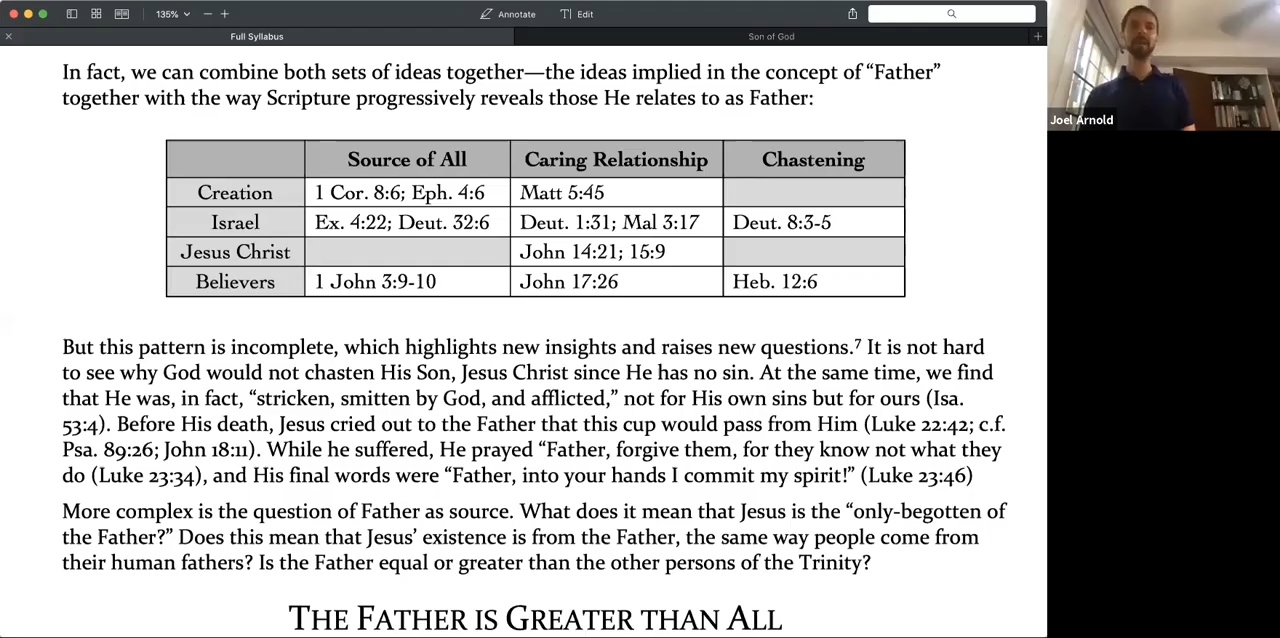 135%
Annotate
Edit
Full Syllabus
Son of God
In fact, we can combine both sets of ideas together—the ideas implied in the concept of “Father”
together with the way Scripture progressively reveals those He relates to as Father:
Source of All Caring Relationship Chastening
Creation 1 Cor. 8:6; Eph. 4:6 Matt 5:45
Israel Ex. 4:22; Deut. 32:6 Deut. 1:31; Mal 3:17 Deut. 8:3-5
Jesus Christ John 14:21; 15:9
Believers 1 John 3:9-10 John 17:26 Heb. 12:6
But this pattern is incomplete, which highlights new insights and raises new questions.⁷ It is not hard
to see why God would not chasten His Son, Jesus Christ since He has no sin. At the same time, we find
that He was, in fact, “stricken, smitten by God, and afflicted,” not for His own sins but for ours (Isa.
53:4). Before His death, Jesus cried out to the Father that this cup would pass from Him (Luke 22:42; c.f.
Psa. 89:26; John 18:11). While he suffered, He prayed “Father, forgive them, for they know not what they
do (Luke 23:34), and His final words were “Father, into your hands I commit my spirit!” (Luke 23:46)
More complex is the question of Father as source. What does it mean that Jesus is the “only-begotten of
the Father?” Does this mean that Jesus’ existence is from the Father, the same way people come from
their human fathers? Is the Father equal or greater than the other persons of the Trinity?
THE FATHER IS GREATER THAN ALL
Joel Arnold